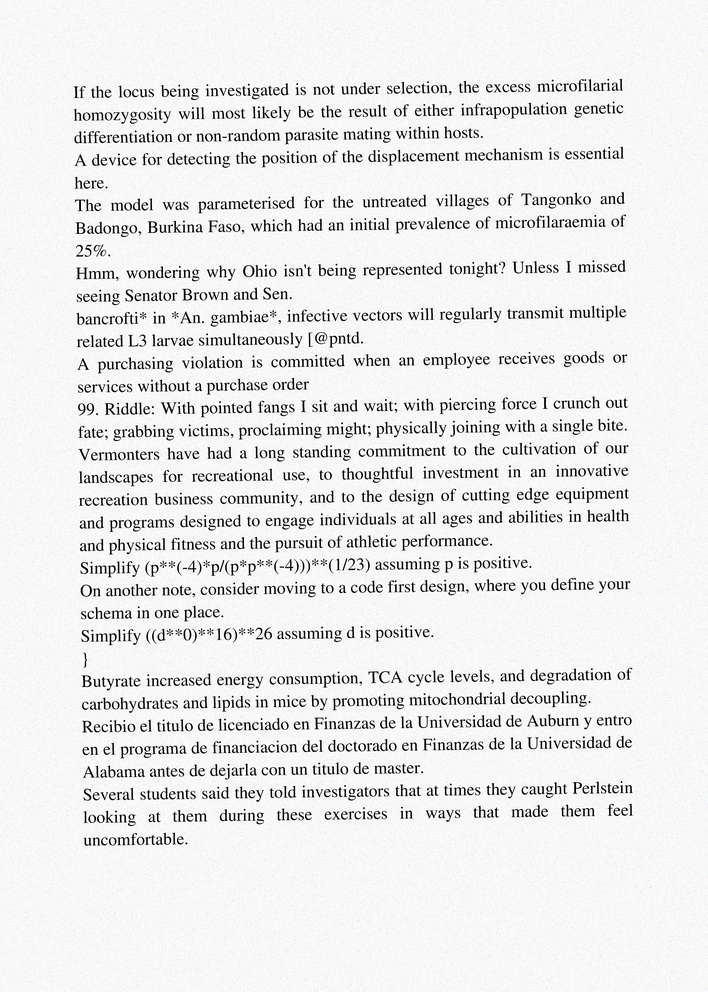 If the locus being investigated is not under selection, the excess microfilarial
homozygosity will most likely be the result of either infrapopulation genetic
differentiation or non-random parasite mating within hosts.
A device for detecting the position of the displacement mechanism is essential
here.
The model was parameterised for the untreated villages of Tangonko and
Badongo, Burkina Faso, which had an initial prevalence of microfilaraemia of
25%.
Hmm, wondering why Ohio isn't being represented tonight? Unless I missed
seeing Senator Brown and Sen.
bancrofti* in *An. gambiae*, infective vectors will regularly transmit multiple
related L3 larvae simultaneously [@pntd.
A purchasing violation is committed when an employee receives goods or
services without a purchase order
99. Riddle: With pointed fangs I sit and wait; with piercing force I crunch out
fate; grabbing victims, proclaiming might; physically joining with a single bite.
Vermonters have had a long standing commitment to the cultivation of our
landscapes for recreational use, to thoughtful investment in an innovative
recreation business community, and to the design of cutting edge equipment
and programs designed to engage individuals at all ages and abilities in health
and physical fitness and the pursuit of athletic performance.
Simplify (p**(-4)*p/(p*p**(-4)))**(1/23) assuming p is positive.
On another note, consider moving to a code first design, where you define your
schema in one place.
Simplify ((d**0)**16)**26 assuming d is positive.
}
Butyrate increased energy consumption, TCA cycle levels, and degradation of
carbohydrates and lipids in mice by promoting mitochondrial decoupling.
Recibio el titulo de licenciado en Finanzas de la Universidad de Auburn y entro
en el programa de financiacion del doctorado en Finanzas de la Universidad de
Alabama antes de dejarla con un titulo de master.
Several students said they told investigators that at times they caught Perlstein
looking at them during these exercises in ways that made them feel
uncomfortable.